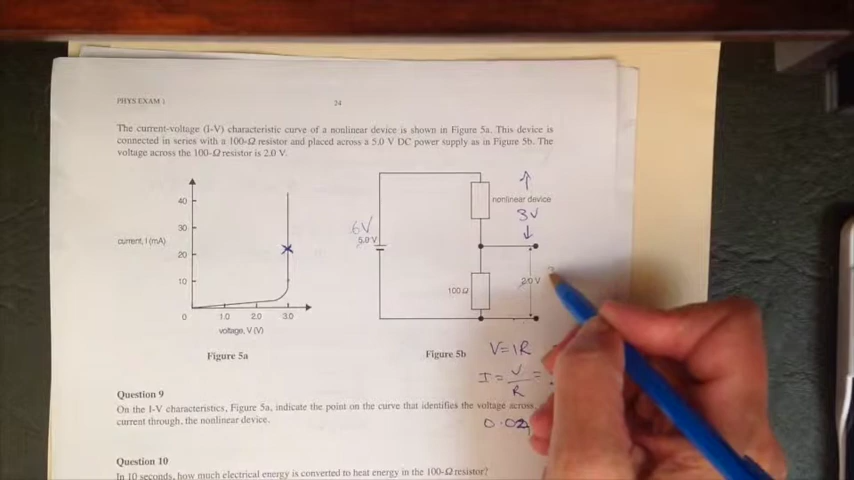 PHYS EXAM 1
24
The current-voltage (I-V) characteristic curve of a nonlinear device is shown in Figure 5a. This device is
connected in series with a 100-Ω resistor and placed across a 5.0 V DC power supply as in Figure 5b. The
voltage across the 100-Ω resistor is 2.0 V.
40
30
current, I (mA)
20
10
0
1.0
2.0
3.0
voltage, V (V)
Figure 5a
nonlinear device
3V
6V
5.0 V
2.0 V
100 Ω
Figure 5b
V=IR
I = V/R =
0.02
Question 9
On the I-V characteristics, Figure 5a, indicate the point on the curve that identifies the voltage across,
current through, the nonlinear device.
Question 10
In 10 seconds, how much electrical energy is converted to heat energy in the 100-Ω resistor?